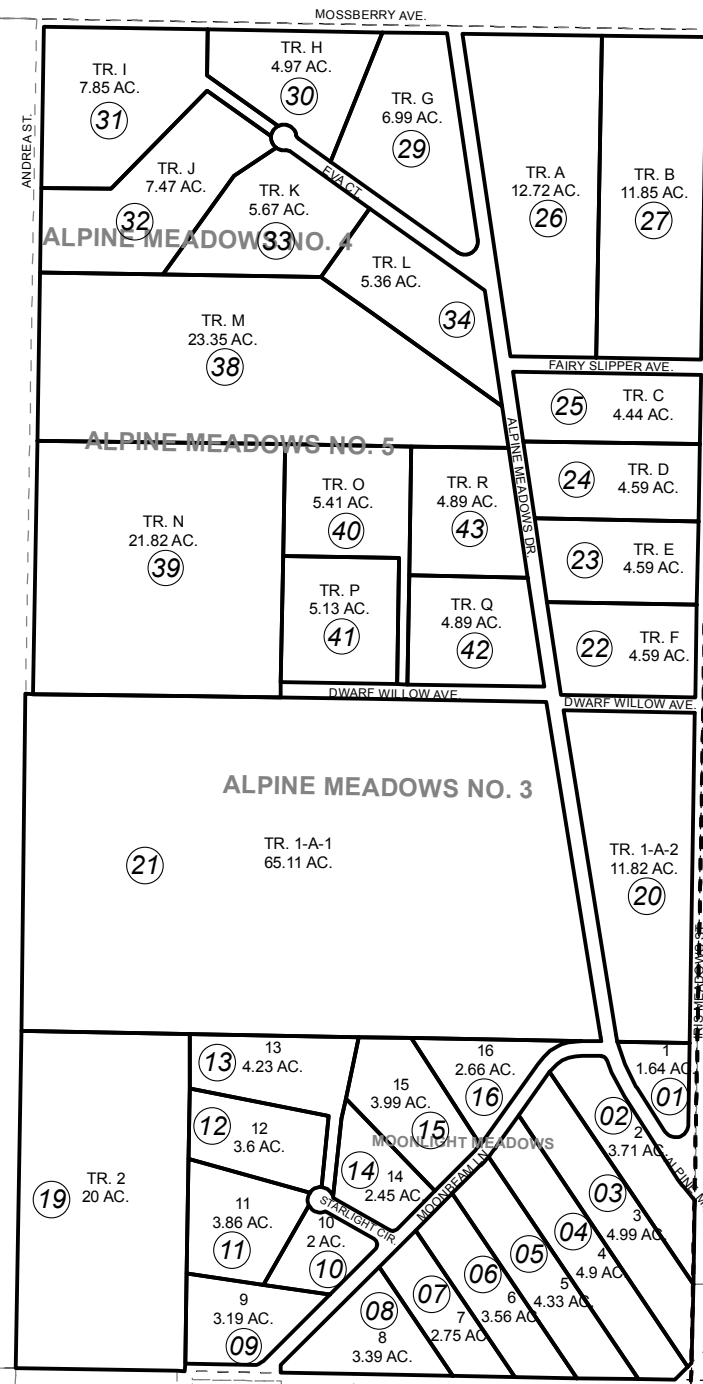 MOSSBERRY AVE.
ANDREA ST.
TR. I
7.85 AC.
31
TR. H
4.97 AC.
30
TR. G
6.99 AC.
29
TR. A
12.72 AC.
26
TR. B
11.85 AC.
27
TR. J
7.47 AC.
32
TR. K
5.67 AC.
33
EVA CT.
ALPINE MEADOWS NO. 4
TR. L
5.36 AC.
34
TR. M
23.35 AC.
38
FAIRY SLIPPER AVE.
TR. C
4.44 AC.
25
ALPINE MEADOWS NO. 5
ALPINE MEADOWS DR.
TR. D
4.59 AC.
24
TR. N
21.82 AC.
39
TR. O
5.41 AC.
40
TR. R
4.89 AC.
43
TR. E
4.59 AC.
23
TR. P
5.13 AC.
41
TR. Q
4.89 AC.
42
TR. F
4.59 AC.
22
DWARF WILLOW AVE.
DWARF WILLOW AVE.
ALPINE MEADOWS NO. 3
TR. 1-A-1
65.11 AC.
21
TR. 1-A-2
11.82 AC.
20
IRIS MEADOWS ST.
13
4.23 AC.
13
16
2.66 AC.
16
1
1.64 AC
01
15
3.99 AC.
15
12
3.6 AC.
12
2
3.71 AC.
02
MOONLIGHT MEADOWS
ALPINE M
TR. 2
20 AC.
19
14
2.45 AC.
14
MOONBEAM LN.
3
4.99 AC.
03
STARLIGHT CIR.
11
3.86 AC.
11
10
2 AC.
10
4
4.9 AC.
04
5
4.33 AC.
05
6
3.56 AC.
06
7
2.75 AC
07
9
3.19 AC.
09
8
3.39 AC.
08